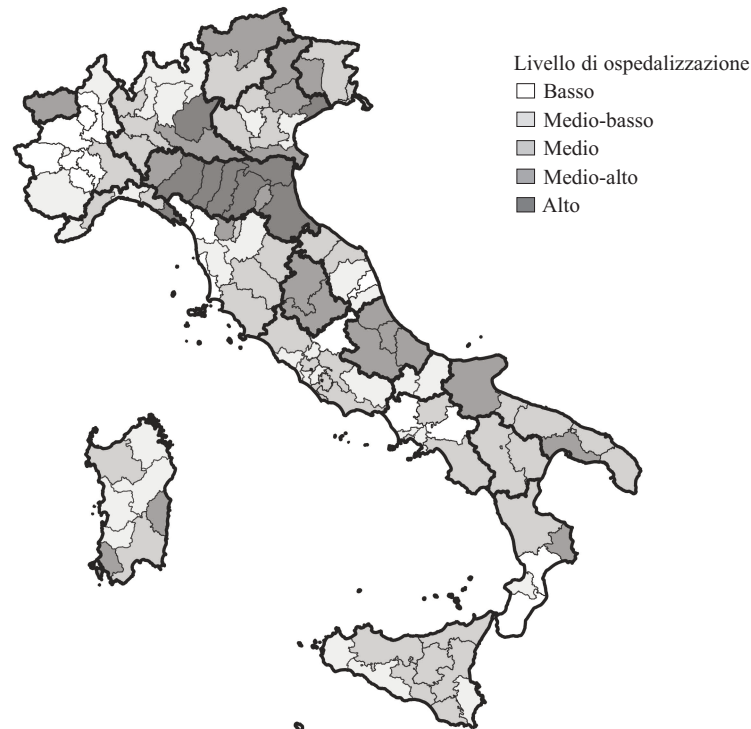 Livello di ospedalizzazione
Basso
Medio-basso
Medio
Medio-alto
Alto